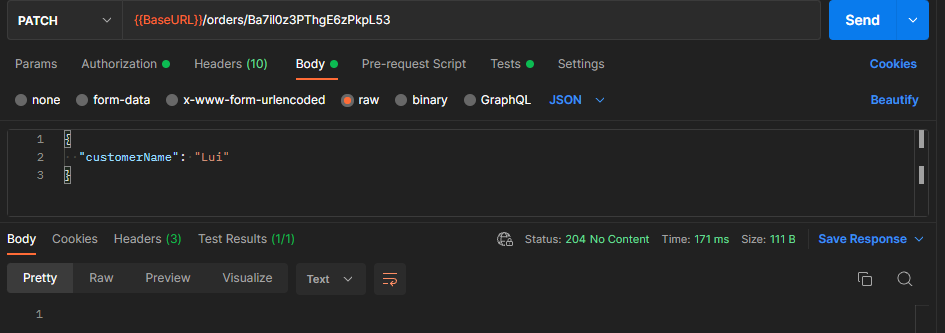 PATCH {{BaseURL}}/orders/Ba7il0z3PThgE6zPkpL53 Send
Params Authorization Headers (10) Body Pre-request Script Tests Settings Cookies
none form-data x-www-form-urlencoded raw binary GraphQL JSON Beautify
1 {
2 "customerName": "Lui"
3 }
Body Cookies Headers (3) Test Results (1/1) Status: 204 No Content Time: 171 ms Size: 111 B Save Response
Pretty Raw Preview Visualize Text
1